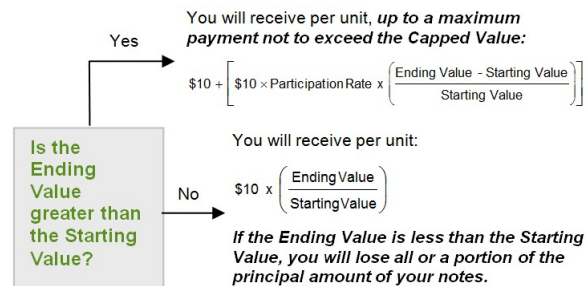 You will receive per unit, up to a maximum
payment not to exceed the Capped Value:
Yes
$10 + [$10 × Participation Rate x (Ending Value - Starting Value / Starting Value)]
Is the
Ending
Value
greater than
the Starting
Value?
You will receive per unit:
No
$10 x (Ending Value / Starting Value)
If the Ending Value is less than the Starting
Value, you will lose all or a portion of the
principal amount of your notes.